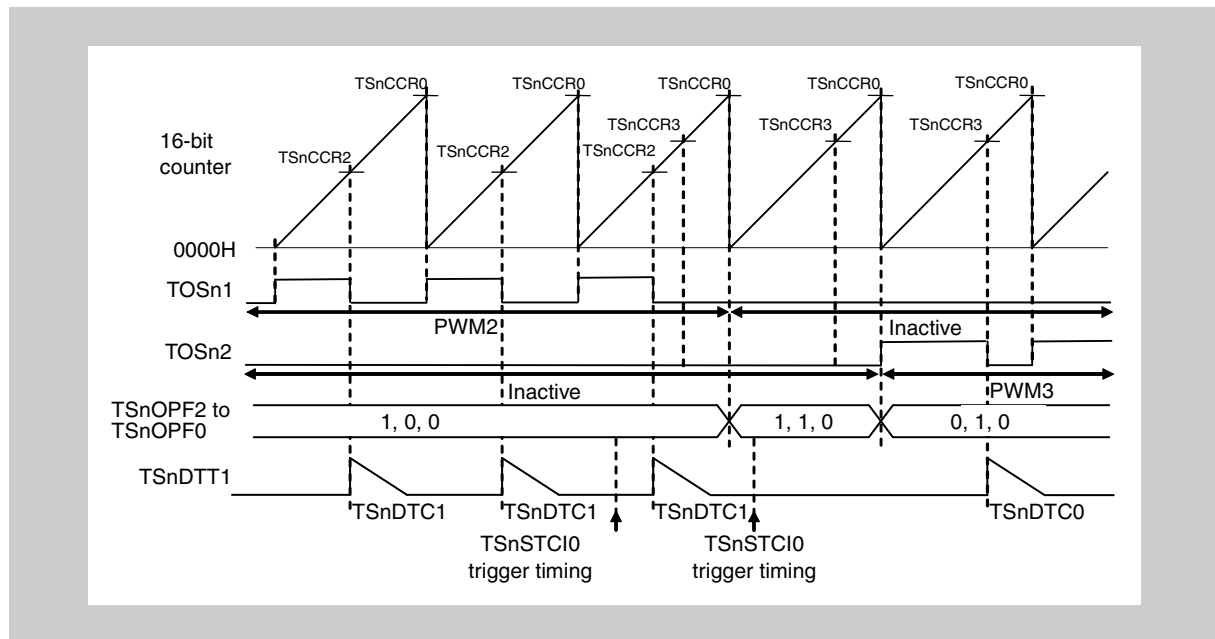 TSnCCR0 TSnCCR0 TSnCCR0 TSnCCR0 TSnCCR0
TSnCCR3 TSnCCR3 TSnCCR3
16-bit
counter
TSnCCR2 TSnCCR2 TSnCCR2
0000H
TOSn1
PWM2 Inactive
TOSn2
Inactive PWM3
TSnOPF2 to
TSnOPF0
1, 0, 0 1, 1, 0 0, 1, 0
TSnDTT1
TSnDTC1 TSnDTC1 TSnDTC1 TSnDTC0
TSnSTCI0 TSnSTCI0
trigger timing trigger timing